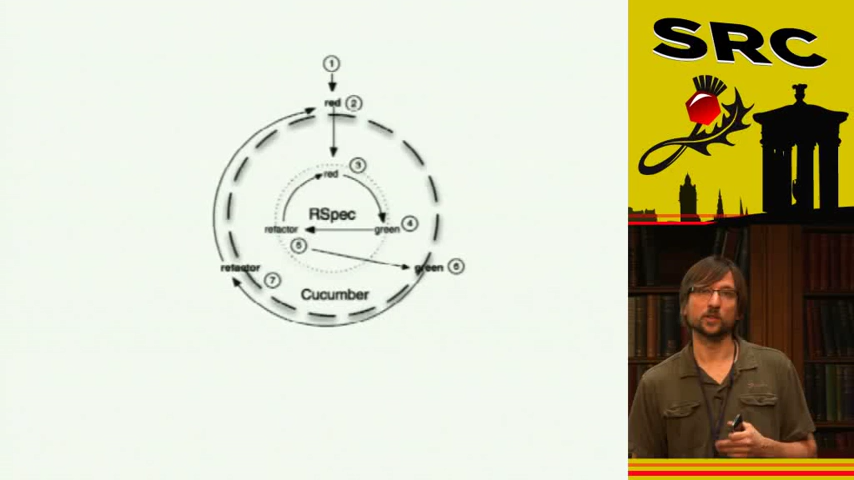 SRC
1
red 2
3
red
RSpec
4
refactor
green
5
refactor
green 6
7
Cucumber